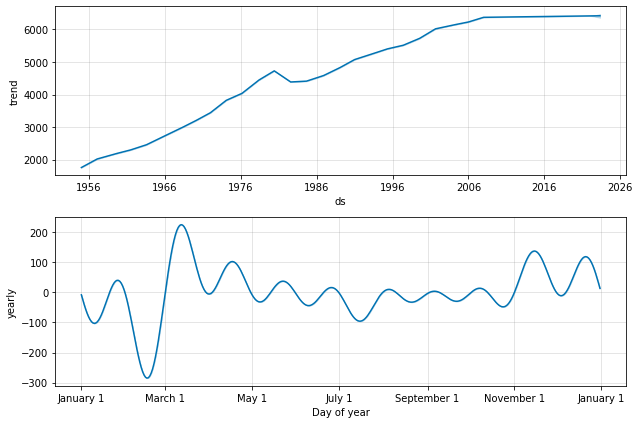 6000
5000
4000
3000
2000
trend
1956 1966 1976 1986 1996 2006 2016 2026
ds
200
100
0
−100
−200
−300
yearly
January 1 March 1 May 1 July 1 September 1 November 1 January 1
Day of year